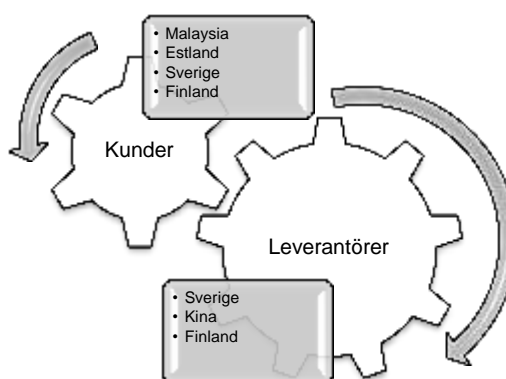 • Malaysia
• Estland
• Sverige
• Finland
Kunder
Leverantörer
• Sverige
• Kina
• Finland